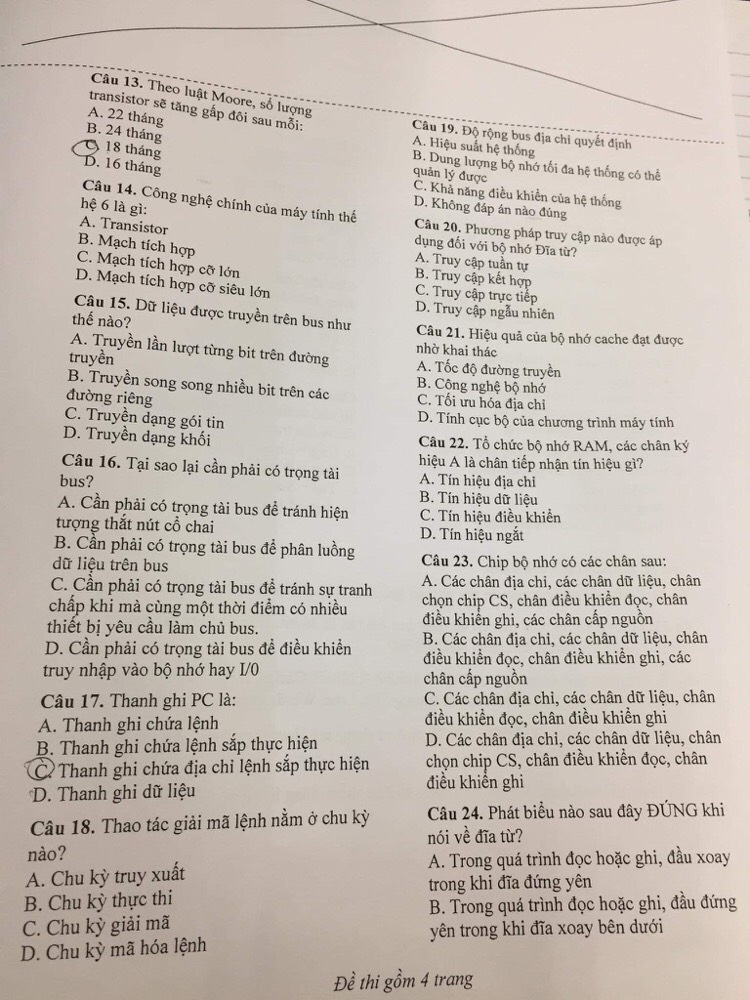 Câu 13. Theo luật Moore, số lượng
transistor sẽ tăng gấp đôi sau mỗi:
A. 22 tháng
B. 24 tháng
C. 18 tháng
D. 16 tháng
Câu 14. Công nghệ chính của máy tính thế
hệ 6 là gì:
A. Transistor
B. Mạch tích hợp
C. Mạch tích hợp cỡ lớn
D. Mạch tích hợp cỡ siêu lớn
Câu 15. Dữ liệu được truyền trên bus như
thế nào?
A. Truyền lần lượt từng bit trên đường
truyền
B. Truyền song song nhiều bit trên các
đường riêng
C. Truyền dạng gói tin
D. Truyền dạng khối
Câu 16. Tại sao lại cần phải có trọng tài
bus?
A. Cần phải có trọng tài bus để tránh hiện
tượng thắt nút cổ chai
B. Cần phải có trọng tài bus để phân luồng
dữ liệu trên bus
C. Cần phải có trọng tài bus để tránh sự tranh
chấp khi mà cùng một thời điểm có nhiều
thiết bị yêu cầu làm chủ bus.
D. Cần phải có trọng tài bus để điều khiển
truy nhập vào bộ nhớ hay I/0
Câu 17. Thanh ghi PC là:
A. Thanh ghi chứa lệnh
B. Thanh ghi chứa lệnh sắp thực hiện
C. Thanh ghi chứa địa chỉ lệnh sắp thực hiện
D. Thanh ghi dữ liệu
Câu 18. Thao tác giải mã lệnh nằm ở chu kỳ
nào?
A. Chu kỳ truy xuất
B. Chu kỳ thực thi
C. Chu kỳ giải mã
D. Chu kỳ mã hóa lệnh
Câu 19. Độ rộng bus địa chỉ quyết định
A. Hiệu suất hệ thống
B. Dung lượng bộ nhớ tối đa hệ thống có thể
quản lý được
C. Khả năng điều khiển của hệ thống
D. Không đáp án nào đúng
Câu 20. Phương pháp truy cập nào được áp
dụng đối với bộ nhớ Đĩa từ?
A. Truy cập tuần tự
B. Truy cập kết hợp
C. Truy cập trực tiếp
D. Truy cập ngẫu nhiên
Câu 21. Hiệu quả của bộ nhớ cache đạt được
nhờ khai thác
A. Tốc độ đường truyền
B. Công nghệ bộ nhớ
C. Tối ưu hóa địa chỉ
D. Tính cục bộ của chương trình máy tính
Câu 22. Tổ chức bộ nhớ RAM, các chân ký
hiệu A là chân tiếp nhận tín hiệu gì?
A. Tín hiệu địa chỉ
B. Tín hiệu dữ liệu
C. Tín hiệu điều khiển
D. Tín hiệu ngắt
Câu 23. Chip bộ nhớ có các chân sau:
A. Các chân địa chỉ, các chân dữ liệu, chân
chọn chip CS, chân điều khiển đọc, chân
điều khiển ghi, các chân cấp nguồn
B. Các chân địa chỉ, các chân dữ liệu, chân
điều khiển đọc, chân điều khiển ghi, các
chân cấp nguồn
C. Các chân địa chỉ, các chân dữ liệu, chân
điều khiển đọc, chân điều khiển ghi
D. Các chân địa chỉ, các chân dữ liệu, chân
chọn chip CS, chân điều khiển đọc, chân
điều khiển ghi
Câu 24. Phát biểu nào sau đây ĐÚNG khi
nói về đĩa từ?
A. Trong quá trình đọc hoặc ghi, đầu xoay
trong khi đĩa đứng yên
B. Trong quá trình đọc hoặc ghi, đầu đứng
yên trong khi đĩa xoay bên dưới
Đề thi gồm 4 trang